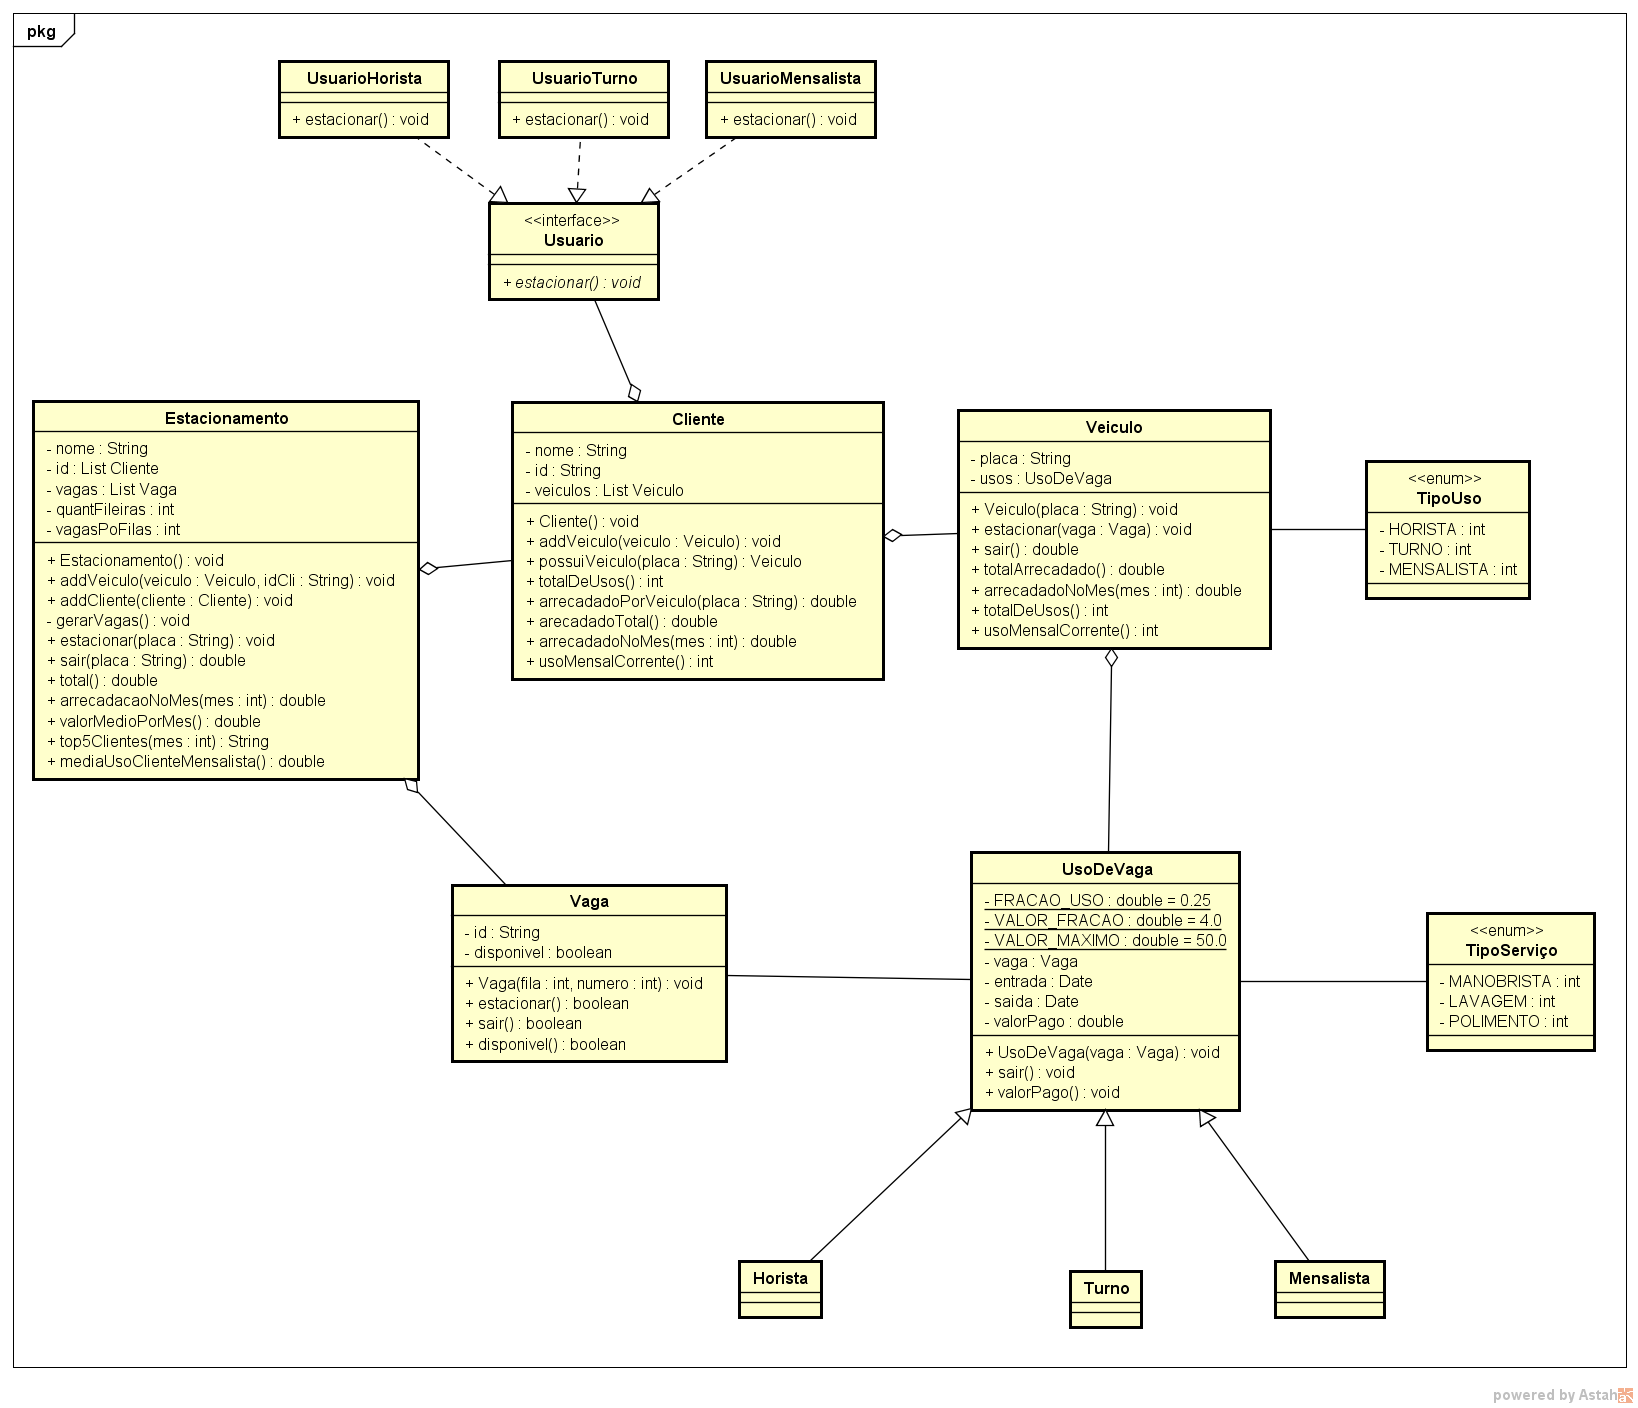 pkg
UsuarioHorista
+ estacionar() : void
UsuarioTurno
+ estacionar() : void
UsuarioMensalista
+ estacionar() : void
<<interface>>
Usuario
+ estacionar() : void
Estacionamento
- nome : String
- id : List Cliente
- vagas : List Vaga
- quantFileiras : int
- vagasPoFilas : int
+ Estacionamento() : void
+ addVeiculo(veiculo : Veiculo, idCli : String) : void
+ addCliente(cliente : Cliente) : void
- gerarVagas() : void
+ estacionar(placa : String) : void
+ sair(placa : String) : double
+ total() : double
+ arrecadacaoNoMes(mes : int) : double
+ valorMedioPorMes() : double
+ top5Clientes(mes : int) : String
+ mediaUsoClienteMensalista() : double
Cliente
- nome : String
- id : String
- veiculos : List Veiculo
+ Cliente() : void
+ addVeiculo(veiculo : Veiculo) : void
+ possuiVeiculo(placa : String) : Veiculo
+ totalDeUsos() : int
+ arrecadadoPorVeiculo(placa : String) : double
+ arecadadoTotal() : double
+ arrecadadoNoMes(mes : int) : double
+ usoMensalCorrente() : int
Veiculo
- placa : String
- usos : UsoDeVaga
+ Veiculo(placa : String) : void
+ estacionar(vaga : Vaga) : void
+ sair() : double
+ totalArrecadado() : double
+ arrecadadoNoMes(mes : int) : double
+ totalDeUsos() : int
+ usoMensalCorrente() : int
<<enum>>
TipoUso
- HORISTA : int
- TURNO : int
- MENSALISTA : int
Vaga
- id : String
- disponivel : boolean
+ Vaga(fila : int, numero : int) : void
+ estacionar() : boolean
+ sair() : boolean
+ disponivel() : boolean
UsoDeVaga
- FRACAO_USO : double = 0.25
- VALOR_FRACAO : double = 4.0
- VALOR_MAXIMO : double = 50.0
- vaga : Vaga
- entrada : Date
- saida : Date
- valorPago : double
+ UsoDeVaga(vaga : Vaga) : void
+ sair() : void
+ valorPago() : void
<<enum>>
TipoServiço
- MANOBRISTA : int
- LAVAGEM : int
- POLIMENTO : int
Horista
Turno
Mensalista
powered by Astah